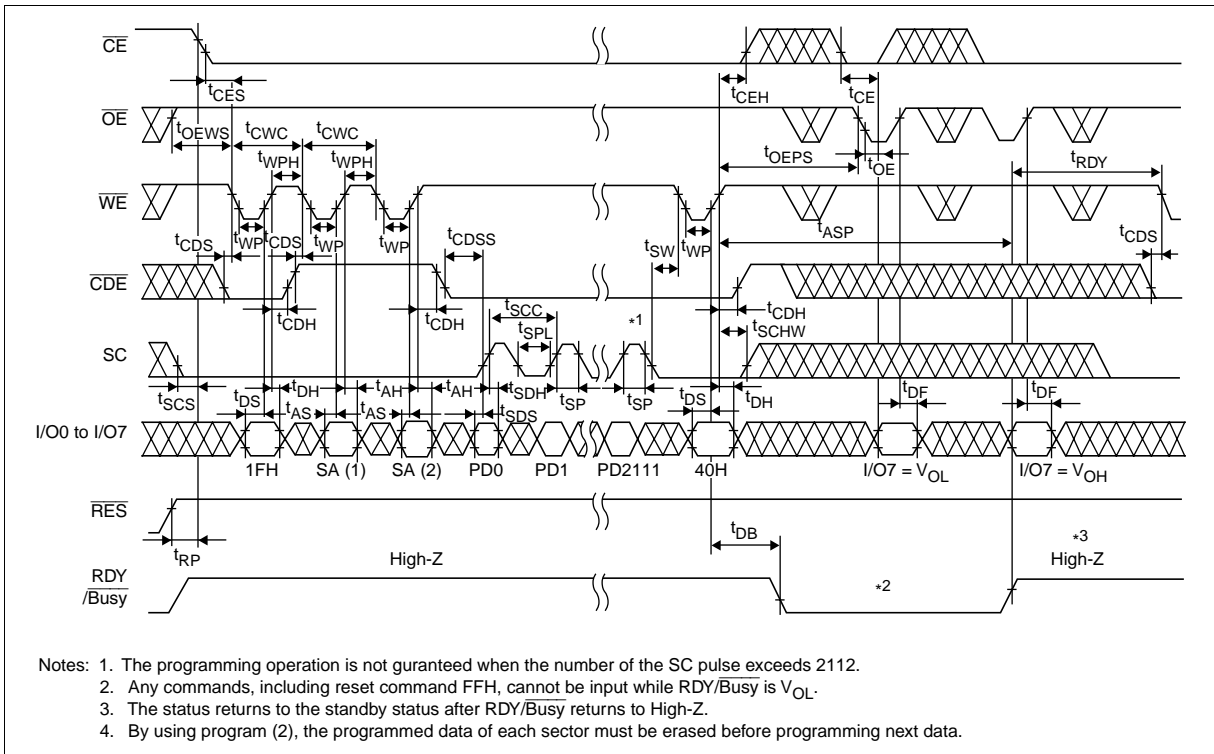 CE
tCES
tCEH
tCE
OE
tOEWS
tCWC
tCWC
tWPH
tWPH
tOEPS
tOE
tRDY
WE
tCDS
tWP
tCDS
tWP
tWP
tCDSS
tSW
tWP
tASP
tCDS
CDE
tCDH
tCDH
tSCC
tSPL
*1
tCDH
tSCHW
SC
tSCS
tDS
tDH
tAS
tAH
tAS
tAH
tSDH
tSDS
tSP
tSP
tDS
tDH
tDF
tDF
I/O0 to I/O7
1FH
SA (1)
SA (2)
PD0
PD1
PD2111
40H
I/O7 = VOL
I/O7 = VOH
RES
tRP
High-Z
tDB
*3
High-Z
RDY
/Busy
*2
Notes: 1. The programming operation is not guranteed when the number of the SC pulse exceeds 2112.
2. Any commands, including reset command FFH, cannot be input while RDY/Busy is VOL.
3. The status returns to the standby status after RDY/Busy returns to High-Z.
4. By using program (2), the programmed data of each sector must be erased before programming next data.